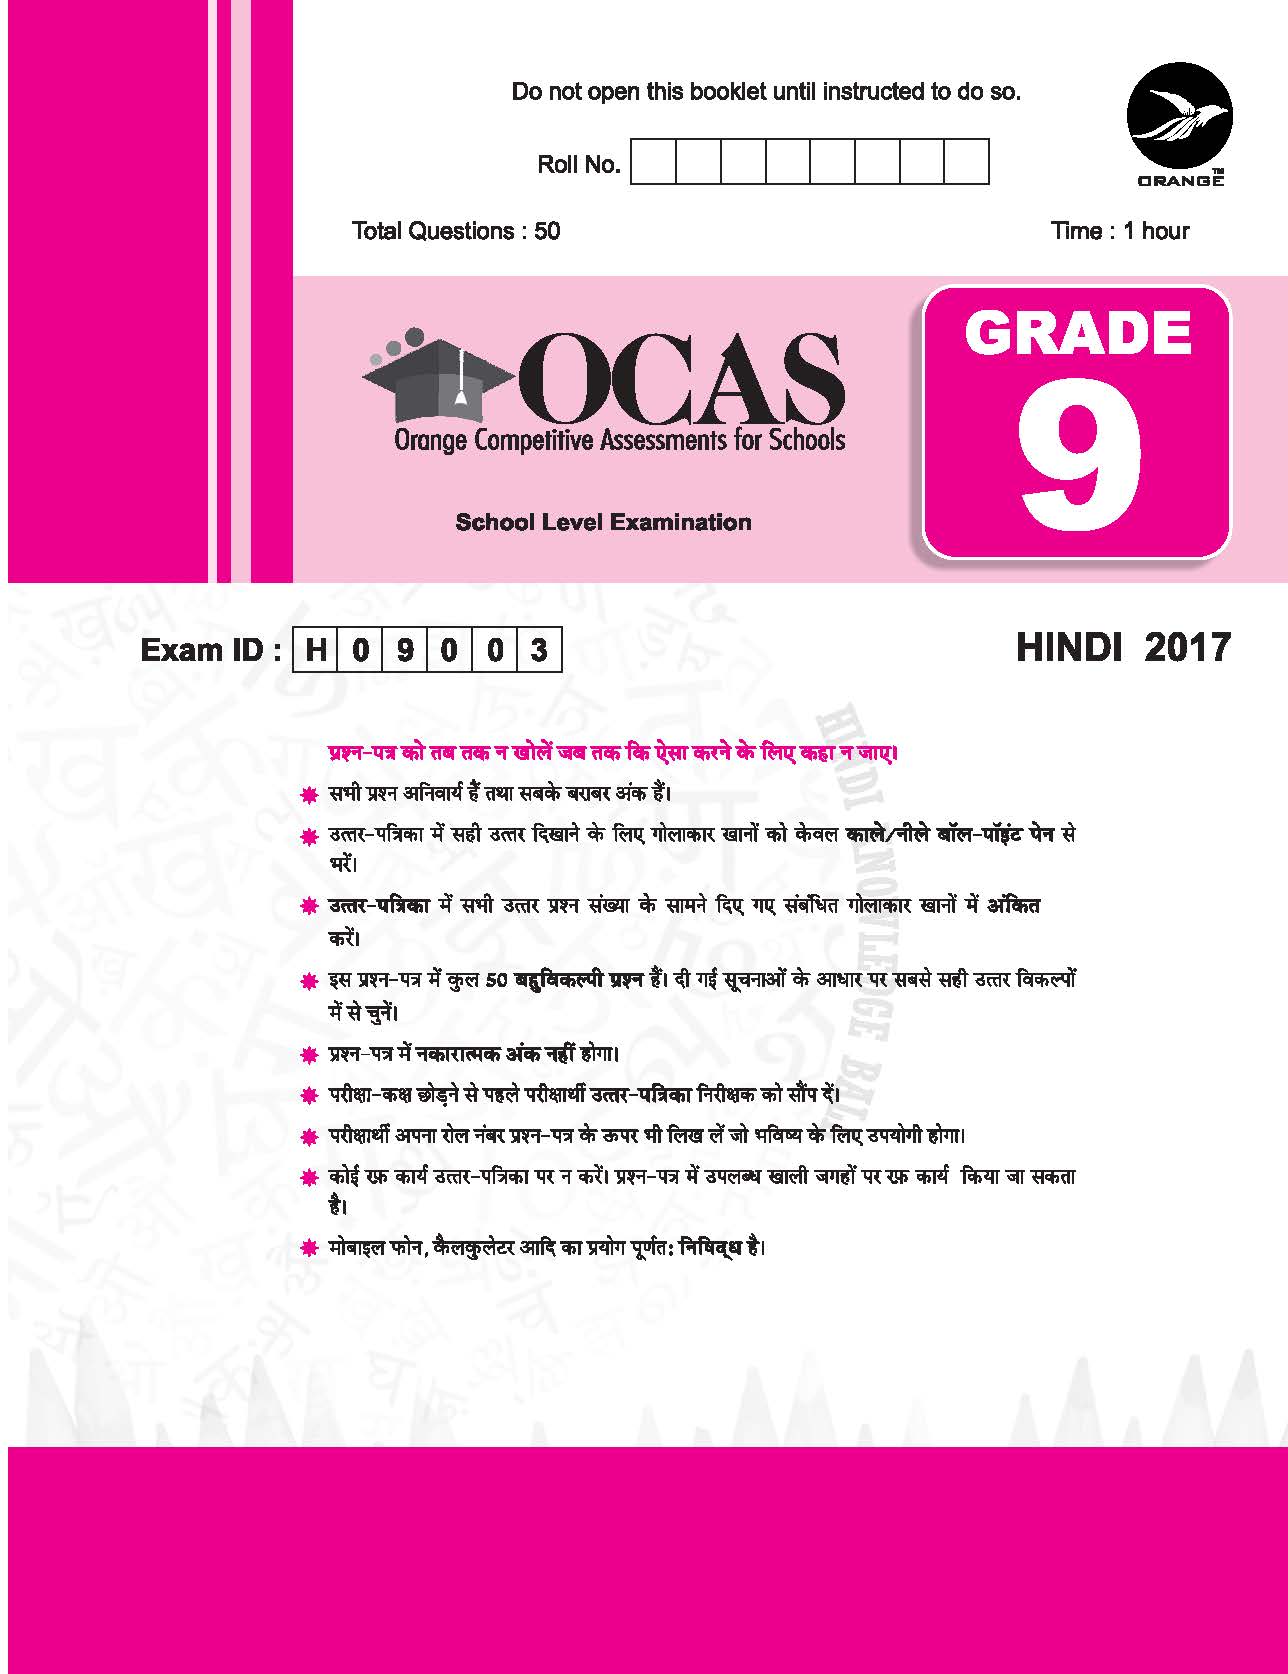 Do not open this booklet until instructed to do so.
Roll No.
ORANGE™
Total Questions : 50
Time : 1 hour
GRADE
9
OCAS
Orange Competitive Assessments for Schools
School Level Examination
Exam ID : H 0 9 0 0 3
HINDI 2017
प्रश्न-पत्र को तब तक न खोलें जब तक कि ऐसा करने के लिए कहा न जाए।
सभी प्रश्न अनिवार्य हैं तथा सबके बराबर अंक हैं।
उत्तर-पत्रिका में सही उत्तर दिखाने के लिए गोलाकार खानों को केवल काले/नीले बॉल-पॉइंट पेन से
भरें।
उत्तर-पत्रिका में सभी उत्तर प्रश्न संख्या के सामने दिए गए संबंधित गोलाकार खानों में अंकित
करें।
इस प्रश्न-पत्र में कुल 50 बहुविकल्पी प्रश्न हैं। दी गई सूचनाओं के आधार पर सबसे सही उत्तर विकल्पों
में से चुनें।
प्रश्न-पत्र में नकारात्मक अंक नहीं होगा।
परीक्षा-कक्ष छोड़ने से पहले परीक्षार्थी उत्तर-पत्रिका निरीक्षक को सौंप दें।
परीक्षार्थी अपना रोल नंबर प्रश्न-पत्र के ऊपर भी लिख लें जो भविष्य के लिए उपयोगी होगा।
कोई रफ़ कार्य उत्तर-पत्रिका पर न करें। प्रश्न-पत्र में उपलब्ध खाली जगहों पर रफ़ कार्य किया जा सकता
है।
मोबाइल फोन, कैलकुलेटर आदि का प्रयोग पूर्णत: निषिद्ध है।